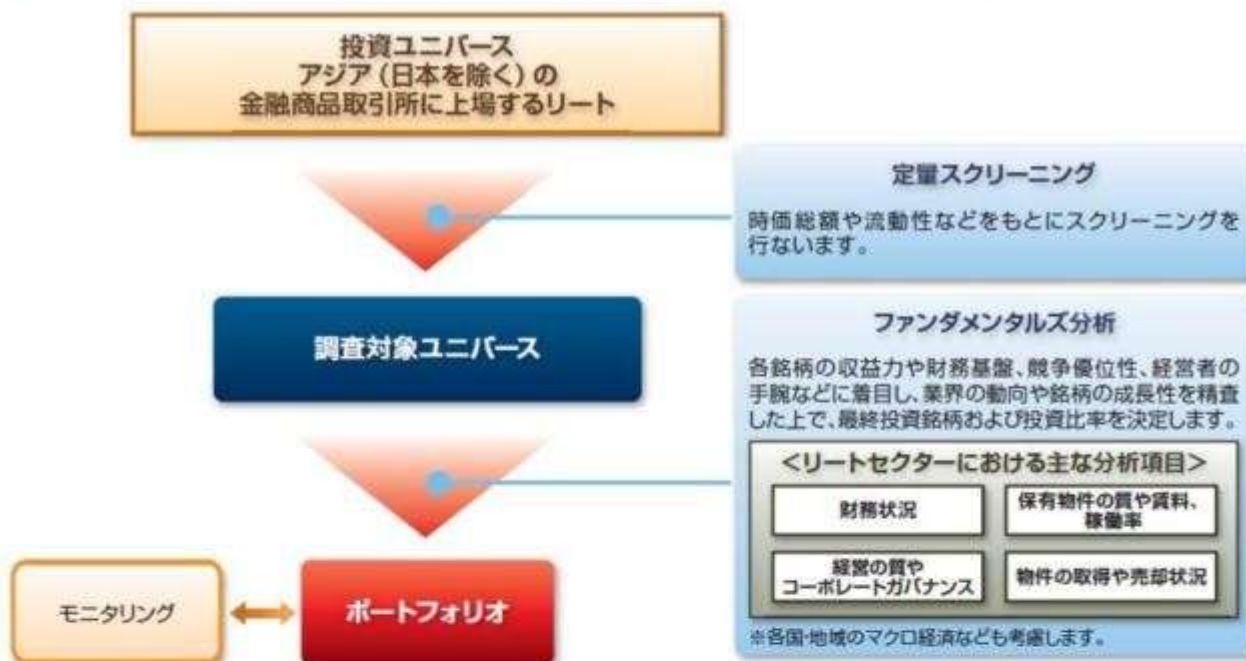 投資ユニバース
アジア（日本を除く）の
金融商品取引所に上場するリート
定量スクリーニング
時価総額や流動性などをもとにスクリーニングを
行ないます。
調査対象ユニバース
ファンダメンタルズ分析
各銘柄の収益力や財務基盤、競争優位性、経営者の
手腕などに着目し、業界の動向や銘柄の成長性を精査
した上で、最終投資銘柄および投資比率を決定します。
＜リートセクターにおける主な分析項目＞
財務状況
保有物件の質や賃料、
稼働率
経営の質や
コーポレートガバナンス
物件の取得や売却状況
※各国・地域のマクロ経済なども考慮します。
モニタリング
ポートフォリオ